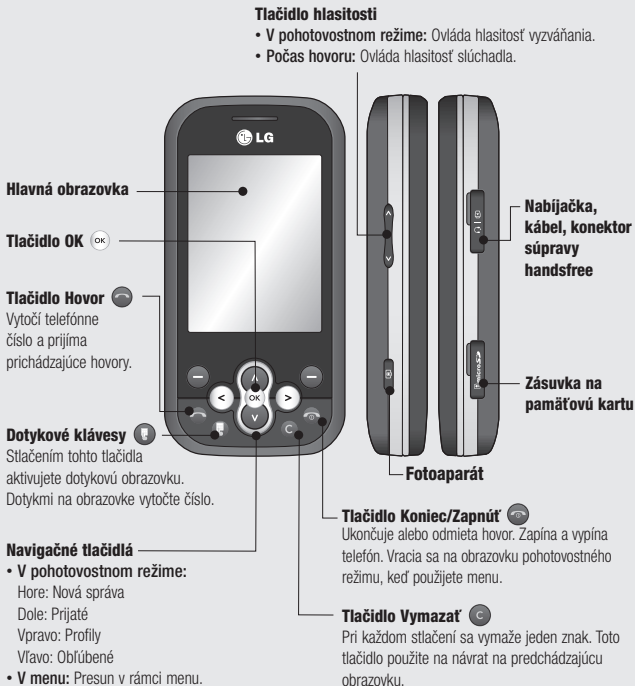 Tlačidlo hlasitosti
• V pohotovostnom režime: Ovláda hlasitosť vyzváňania.
• Počas hovoru: Ovláda hlasitosť slúchadla.
LG
Hlavná obrazovka
Tlačidlo OK OK
Tlačidlo Hovor
Vytočí telefónne
číslo a prijíma
prichádzajúce hovory.
Dotykové klávesy
Stlačením tohto tlačidla
aktivujete dotykovú obrazovku.
Dotykmi na obrazovke vytočte číslo.
Navigačné tlačidlá
• V pohotovostnom režime:
Hore: Nová správa
Dole: Prijaté
Vpravo: Profily
Vľavo: Obľúbené
• V menu: Presun v rámci menu.
OK
C
Nabíjačka,
kábel, konektor
súpravy
handsfree
micro SD
Zásuvka na
pamäťovú kartu
Fotoaparát
Tlačidlo Koniec/Zapnúť
Ukončuje alebo odmieta hovor. Zapína a vypína
telefón. Vracia sa na obrazovku pohotovostného
režimu, keď použijete menu.
Tlačidlo Vymazať C
Pri každom stlačení sa vymaže jeden znak. Toto
tlačidlo použite na návrat na predchádzajúcu
obrazovku.